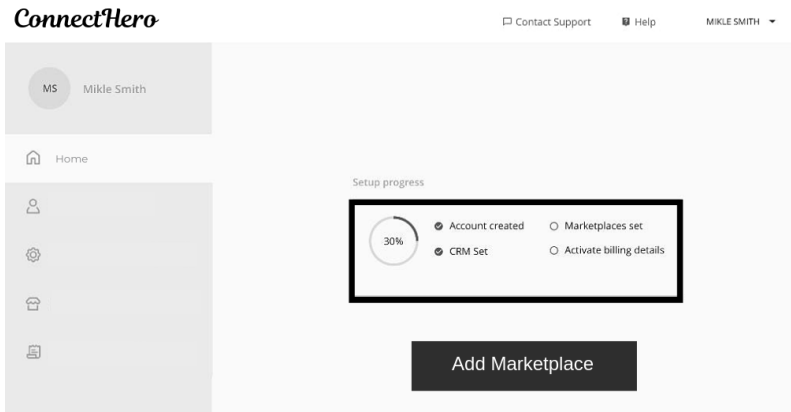 ConnectHero
Contact Support
Help
MIKLE SMITH
MS
Mikle Smith
Home
Setup progress
30%
Account created
Marketplaces set
CRM Set
Activate billing details
Add Marketplace